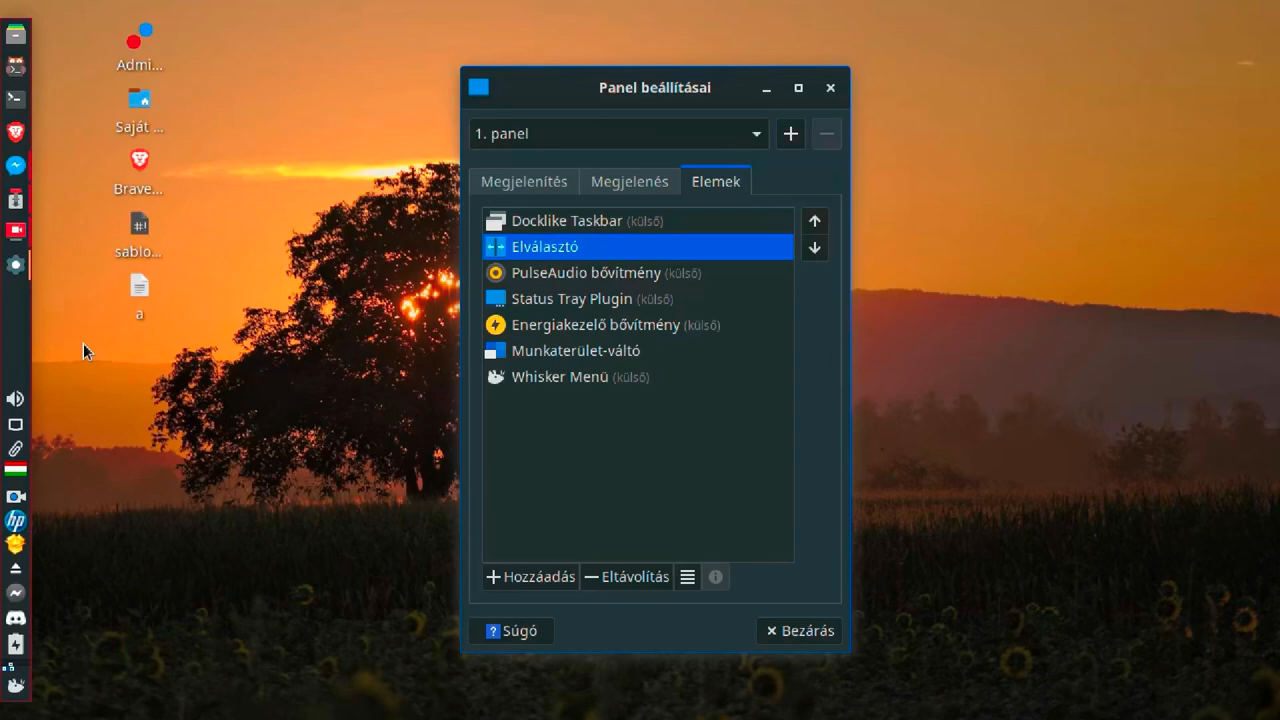 Admi...
Saját ...
Brave...
#!
sablo...
a
hp
Panel beállításai
1. panel
Megjelenítés
Megjelenés
Elemek
Docklike Taskbar (külső)
Elválasztó
PulseAudio bővítmény (külső)
Status Tray Plugin (külső)
Energiakezelő bővítmény (külső)
Munkaterület-váltó
Whisker Menü (külső)
Hozzáadás
Eltávolítás
? Súgó
Bezárás